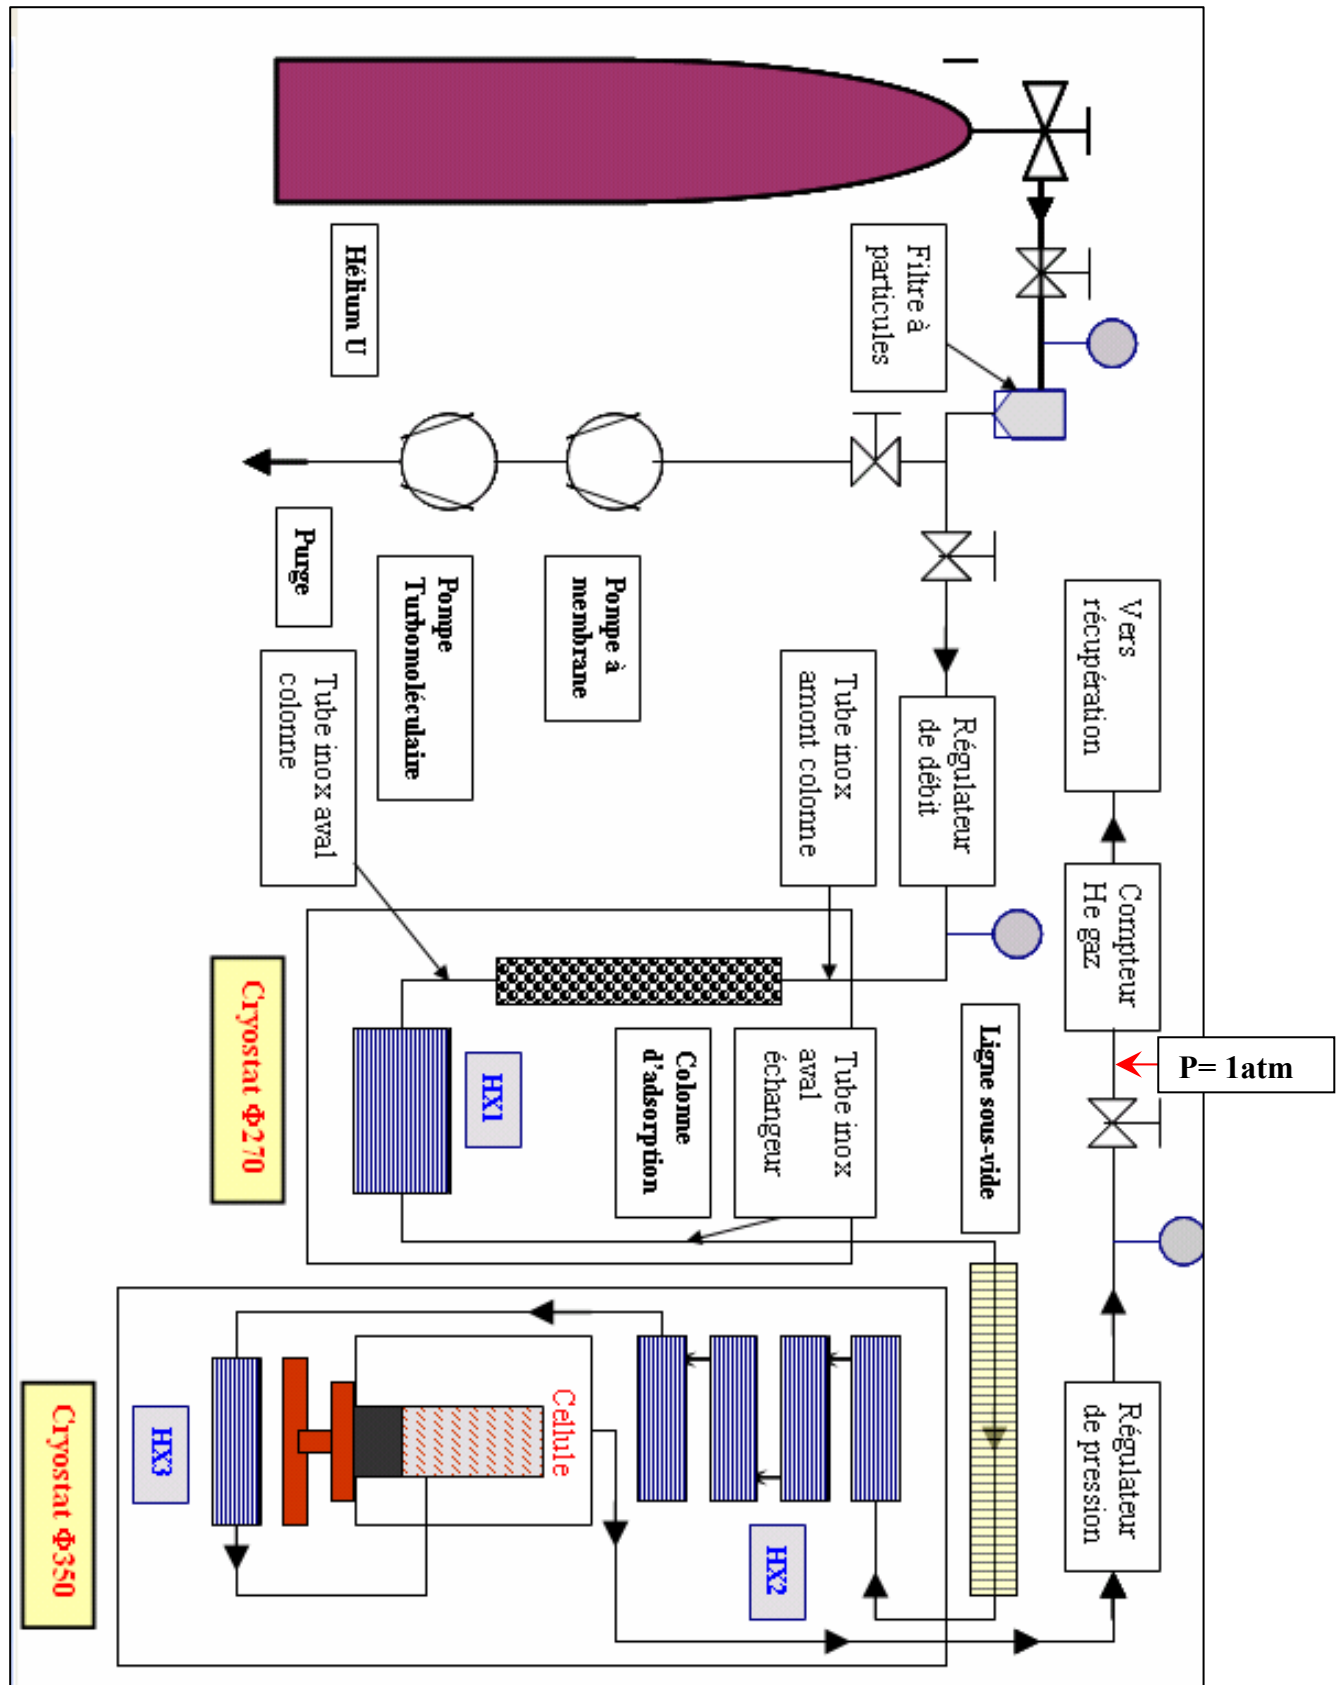 Hélium U
Filtre à
particules
Purge
Pompe
Turbomoléculaire
Pompe à
membrane
Vers
récupération
Tube inox aval
colonne
Tube inox
amont colonne
Régulateur
de débit
Compteur
He gaz
P= 1atm
Cryostat Φ270
HX1
Colonne
d'adsorption
Tube inox
aval
échangeur
Ligne sous-vide
Cryostat Φ350
HX3
Cellule
HX2
Régulateur
de pression